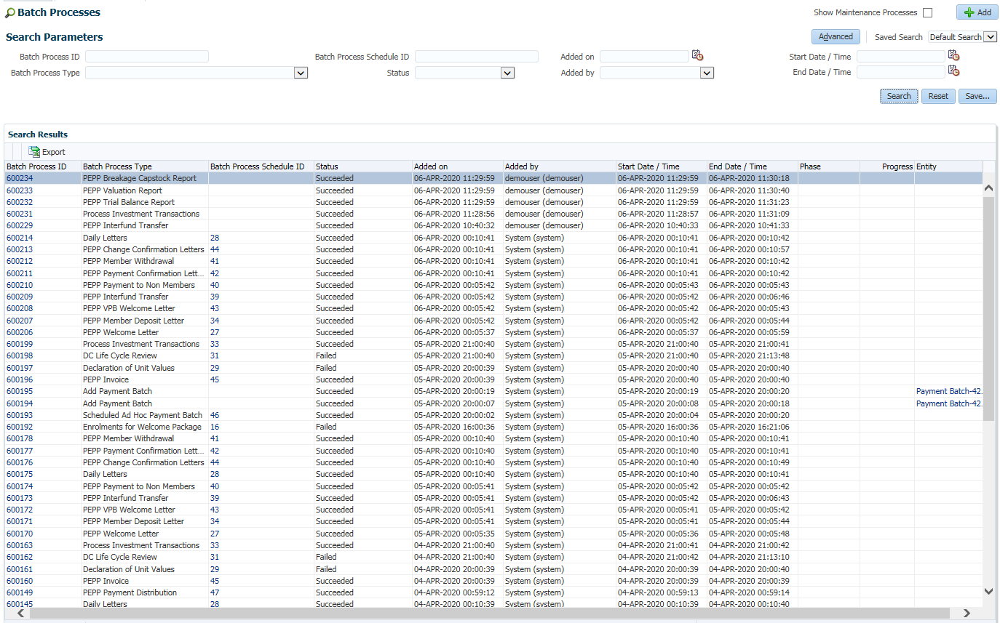 Batch Processes
Show Maintenance Processes
Add
Search Parameters
Advanced Saved Search Default Search
Batch Process ID Batch Process Schedule ID Added on Start Date / Time
Batch Process Type Status Added by End Date / Time
Search Reset Save...
Search Results
Export
Batch Process ID Batch Process Type Batch Process Schedule ID Status Added on Added by Start Date / Time End Date / Time Phase Progress Entity
600234 PEPP Breakage Capstock Report Succeeded 06-APR-2020 11:29:59 demouser (demouser) 06-APR-2020 11:29:59 06-APR-2020 11:30:18
600233 PEPP Valuation Report Succeeded 06-APR-2020 11:29:59 demouser (demouser) 06-APR-2020 11:29:59 06-APR-2020 11:30:40
600232 PEPP Trial Balance Report Succeeded 06-APR-2020 11:29:59 demouser (demouser) 06-APR-2020 11:29:59 06-APR-2020 11:31:23
600231 Process Investment Transactions Succeeded 06-APR-2020 11:28:56 demouser (demouser) 06-APR-2020 11:28:57 06-APR-2020 11:31:09
600229 PEPP Interfund Transfer Succeeded 06-APR-2020 10:40:32 demouser (demouser) 06-APR-2020 10:40:33 06-APR-2020 10:41:33
600214 Daily Letters 28 Succeeded 06-APR-2020 00:10:41 System (system) 06-APR-2020 00:10:41 06-APR-2020 00:10:42
600213 PEPP Change Confirmation Letters 44 Succeeded 06-APR-2020 00:10:41 System (system) 06-APR-2020 00:10:41 06-APR-2020 00:10:57
600212 PEPP Member Withdrawal 41 Succeeded 06-APR-2020 00:10:41 System (system) 06-APR-2020 00:10:41 06-APR-2020 00:10:42
600211 PEPP Payment Confirmation Lett... 42 Succeeded 06-APR-2020 00:10:41 System (system) 06-APR-2020 00:10:41 06-APR-2020 00:10:42
600210 PEPP Payment to Non Members 40 Succeeded 06-APR-2020 00:05:42 System (system) 06-APR-2020 00:05:43 06-APR-2020 00:05:43
600209 PEPP Interfund Transfer 39 Succeeded 06-APR-2020 00:05:42 System (system) 06-APR-2020 00:05:42 06-APR-2020 00:06:46
600208 PEPP VPB Welcome Letter 43 Succeeded 06-APR-2020 00:05:42 System (system) 06-APR-2020 00:05:42 06-APR-2020 00:05:43
600207 PEPP Member Deposit Letter 34 Succeeded 06-APR-2020 00:05:42 System (system) 06-APR-2020 00:05:42 06-APR-2020 00:05:44
600206 PEPP Welcome Letter 27 Succeeded 06-APR-2020 00:05:37 System (system) 06-APR-2020 00:05:37 06-APR-2020 00:05:59
600199 Process Investment Transactions 33 Succeeded 05-APR-2020 21:00:40 System (system) 05-APR-2020 21:00:40 05-APR-2020 21:00:41
600198 DC Life Cycle Review 31 Failed 05-APR-2020 21:00:40 System (system) 05-APR-2020 21:00:40 05-APR-2020 21:13:48
600197 Declaration of Unit Values 29 Failed 05-APR-2020 20:00:39 System (system) 05-APR-2020 20:00:40 05-APR-2020 20:00:40
600196 PEPP Invoice 45 Succeeded 05-APR-2020 20:00:39 System (system) 05-APR-2020 20:00:40 05-APR-2020 20:00:40
600195 Add Payment Batch Succeeded 05-APR-2020 20:00:19 System (system) 05-APR-2020 20:00:19 05-APR-2020 20:00:20 Payment Batch-42.
600194 Add Payment Batch Succeeded 05-APR-2020 20:00:07 System (system) 05-APR-2020 20:00:08 05-APR-2020 20:00:18 Payment Batch-42.
600193 Scheduled Ad Hoc Payment Batch 46 Succeeded 05-APR-2020 20:00:02 System (system) 05-APR-2020 20:00:04 05-APR-2020 20:00:20
600192 Enrolments for Welcome Package 16 Failed 05-APR-2020 16:00:36 System (system) 05-APR-2020 16:00:36 05-APR-2020 16:21:06
600178 PEPP Member Withdrawal 41 Succeeded 05-APR-2020 00:10:40 System (system) 05-APR-2020 00:10:40 05-APR-2020 00:10:41
600177 PEPP Payment Confirmation Lett... 42 Succeeded 05-APR-2020 00:10:40 System (system) 05-APR-2020 00:10:40 05-APR-2020 00:10:41
600176 PEPP Change Confirmation Letters 44 Succeeded 05-APR-2020 00:10:40 System (system) 05-APR-2020 00:10:40 05-APR-2020 00:10:49
600175 Daily Letters 28 Succeeded 05-APR-2020 00:10:40 System (system) 05-APR-2020 00:10:40 05-APR-2020 00:10:41
600174 PEPP Payment to Non Members 40 Succeeded 05-APR-2020 00:05:41 System (system) 05-APR-2020 00:05:42 05-APR-2020 00:05:42
600173 PEPP Interfund Transfer 39 Succeeded 05-APR-2020 00:05:41 System (system) 05-APR-2020 00:05:42 05-APR-2020 00:06:43
600172 PEPP VPB Welcome Letter 43 Succeeded 05-APR-2020 00:05:41 System (system) 05-APR-2020 00:05:41 05-APR-2020 00:05:42
600171 PEPP Member Deposit Letter 34 Succeeded 05-APR-2020 00:05:41 System (system) 05-APR-2020 00:05:41 05-APR-2020 00:05:44
600170 PEPP Welcome Letter 27 Succeeded 05-APR-2020 00:05:35 System (system) 05-APR-2020 00:05:36 05-APR-2020 00:05:48
600163 Process Investment Transactions 33 Succeeded 04-APR-2020 21:00:40 System (system) 04-APR-2020 21:00:41 04-APR-2020 21:00:42
600162 DC Life Cycle Review 31 Failed 04-APR-2020 21:00:40 System (system) 04-APR-2020 21:00:42 04-APR-2020 21:13:10
600161 Declaration of Unit Values 29 Failed 04-APR-2020 20:00:39 System (system) 04-APR-2020 20:00:39 04-APR-2020 20:00:40
600160 PEPP Invoice 45 Succeeded 04-APR-2020 20:00:39 System (system) 04-APR-2020 20:00:39 04-APR-2020 20:00:39
600149 PEPP Payment Distribution 47 Succeeded 04-APR-2020 00:59:12 System (system) 04-APR-2020 00:59:13 04-APR-2020 00:59:14
600145 Daily Letters 28 Succeeded 04-APR-2020 00:10:39 System (system) 04-APR-2020 00:10:39 04-APR-2020 00:10:40